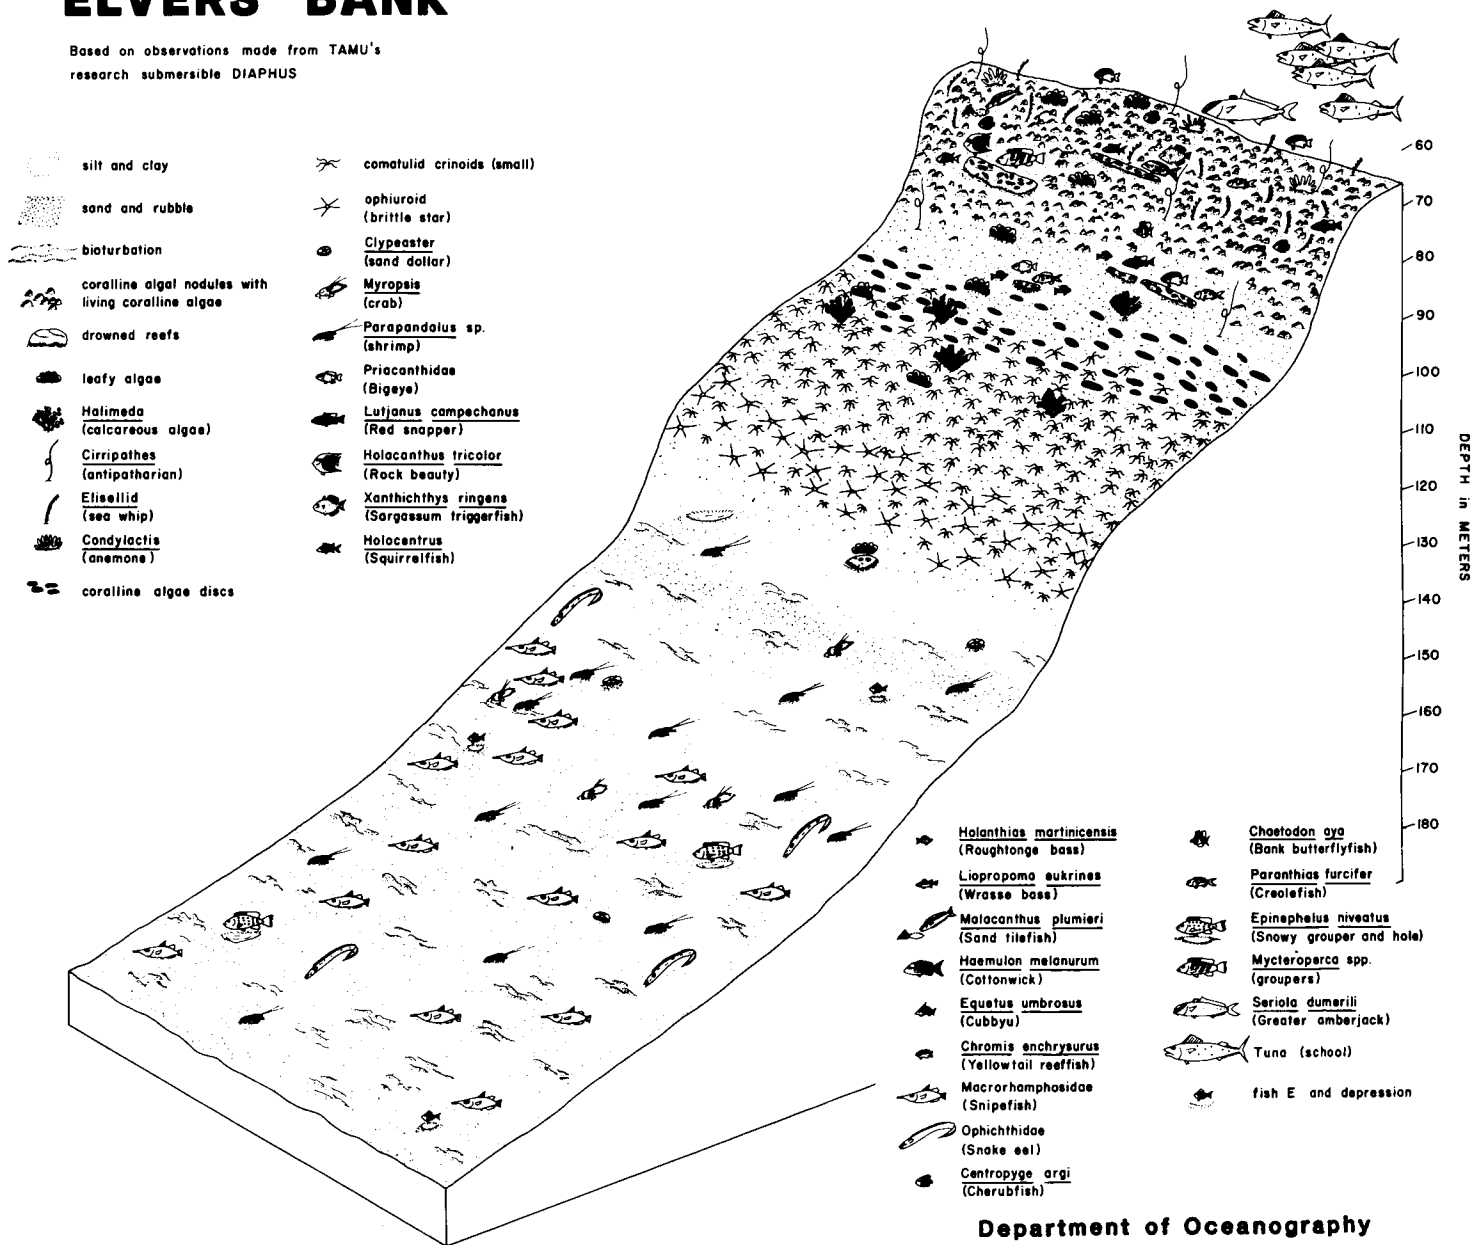 ELVERS BANK
Based on observations made from TAMU's
research submersible DIAPHUS
silt and clay
sand and rubble
bioturbation
coralline algal nodules with
living coralline algae
drowned reefs
leafy algae
Halimeda
(calcareous algae)
Cirripathes
(antipatharian)
Elisellid
(sea whip)
Condylactis
(anemone)
coralline algae discs
comatulid crinoids (small)
ophiuroid
(brittle star)
Clypeaster
(sand dollar)
Myropsis
(crab)
Parapandalus sp.
(shrimp)
Priacanthidae
(Bigeye)
Lutjanus campechanus
(Red snapper)
Holacanthus tricolor
(Rock beauty)
Xanthichthys ringens
(Sargassum triggerfish)
Holocentrus
(Squirrelfish)
60
70
80
90
100
110
120
130
140
150
160
170
180
DEPTH in METERS
Holanthias martinicensis
(Roughtonge bass)
Liopropoma eukrines
(Wrasse bass)
Malacanthus plumieri
(Sand tilefish)
Haemulon melanurum
(Cottonwick)
Equetus umbrosus
(Cubbyu)
Chromis enchrysurus
(Yellowtail reeffish)
Macrorhamphosidae
(Snipefish)
Ophichthidae
(Snake eel)
Centropyge argi
(Cherubfish)
Chaetodon aya
(Bank butterflyfish)
Paranthias furcifer
(Creolefish)
Epinephelus niveatus
(Snowy grouper and hole)
Mycteroperca spp.
(groupers)
Seriola dumerili
(Greater amberjack)
Tuna (school)
fish E and depression
Department of Oceanography